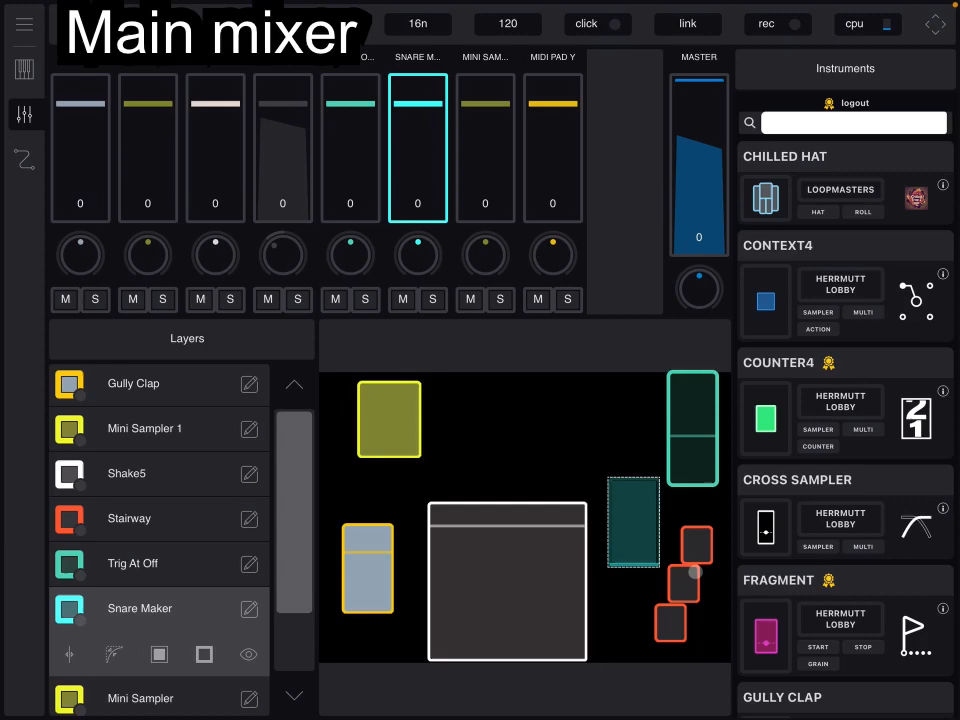 Main mixer
16n
120
click
link
rec
cpu
O...
SNARE M...
MINI SAM...
MIDI PAD Y
MASTER
0
0
0
0
0
0
0
0
0
M S
M S
M S
M S
M S
M S
M S
M S
Layers
Gully Clap
Mini Sampler 1
Shake5
Stairway
Trig At Off
Snare Maker
Mini Sampler
Instruments
logout
CHILLED HAT
LOOPMASTERS
HAT
ROLL
CONTEXT4
HERRMUTT
LOBBY
SAMPLER
MULTI
ACTION
COUNTER4
HERRMUTT
LOBBY
SAMPLER
MULTI
COUNTER
21
CROSS SAMPLER
HERRMUTT
LOBBY
SAMPLER
MULTI
FRAGMENT
HERRMUTT
LOBBY
START
STOP
GRAIN
GULLY CLAP